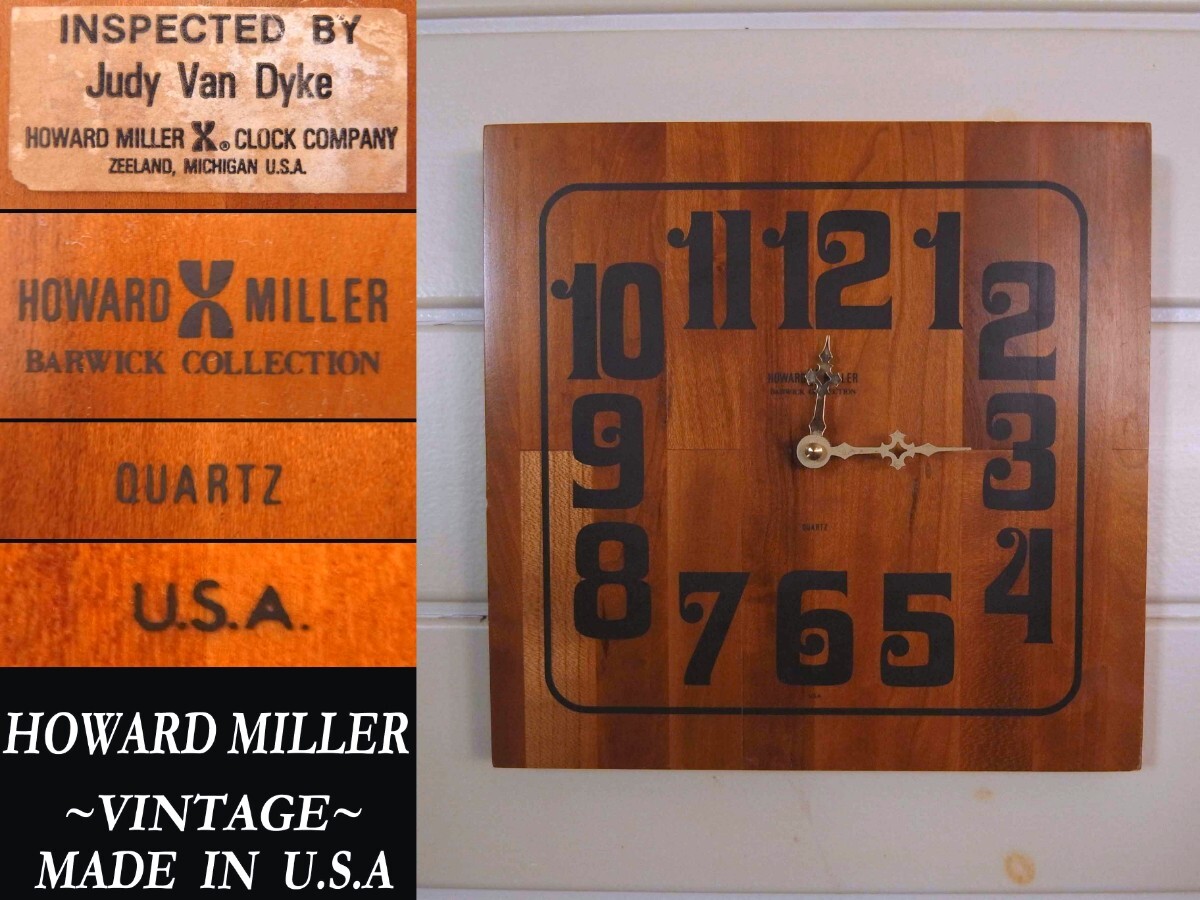 INSPECTED BY
Judy Van Dyke
HOWARD MILLER ® CLOCK COMPANY
ZEELAND, MICHIGAN U.S.A.
HOWARD MILLER
BARWICK COLLECTION
QUARTZ
U.S.A.
HOWARD MILLER
~VINTAGE~
MADE IN U.S.A
11 12 1
10 2
HOWARD MILLER
BARWICK COLLECTION
9 3
QUARTZ
8 4
7 6 5
USA